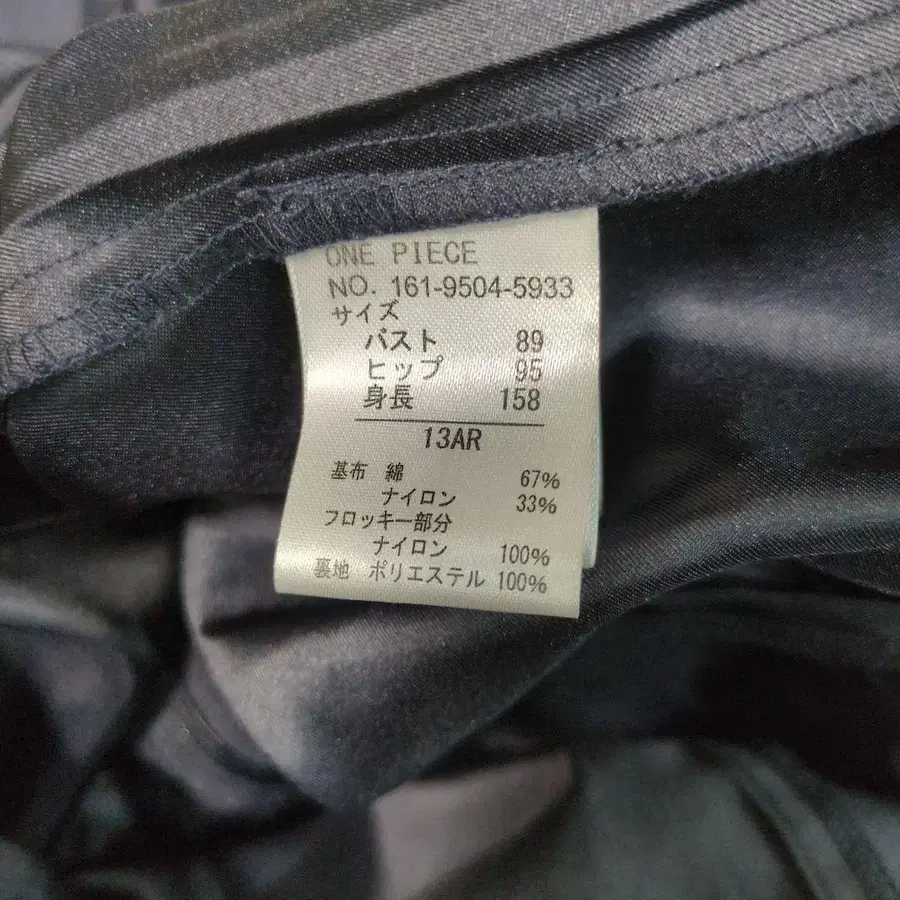 ONE PIECE
NO. 161-9504-5933
サイズ
バスト 89
ヒップ 95
身長 158
13AR
基布 綿 67%
ナイロン 33%
フロッキー部分
ナイロン 100%
裏地 ポリエステル 100%